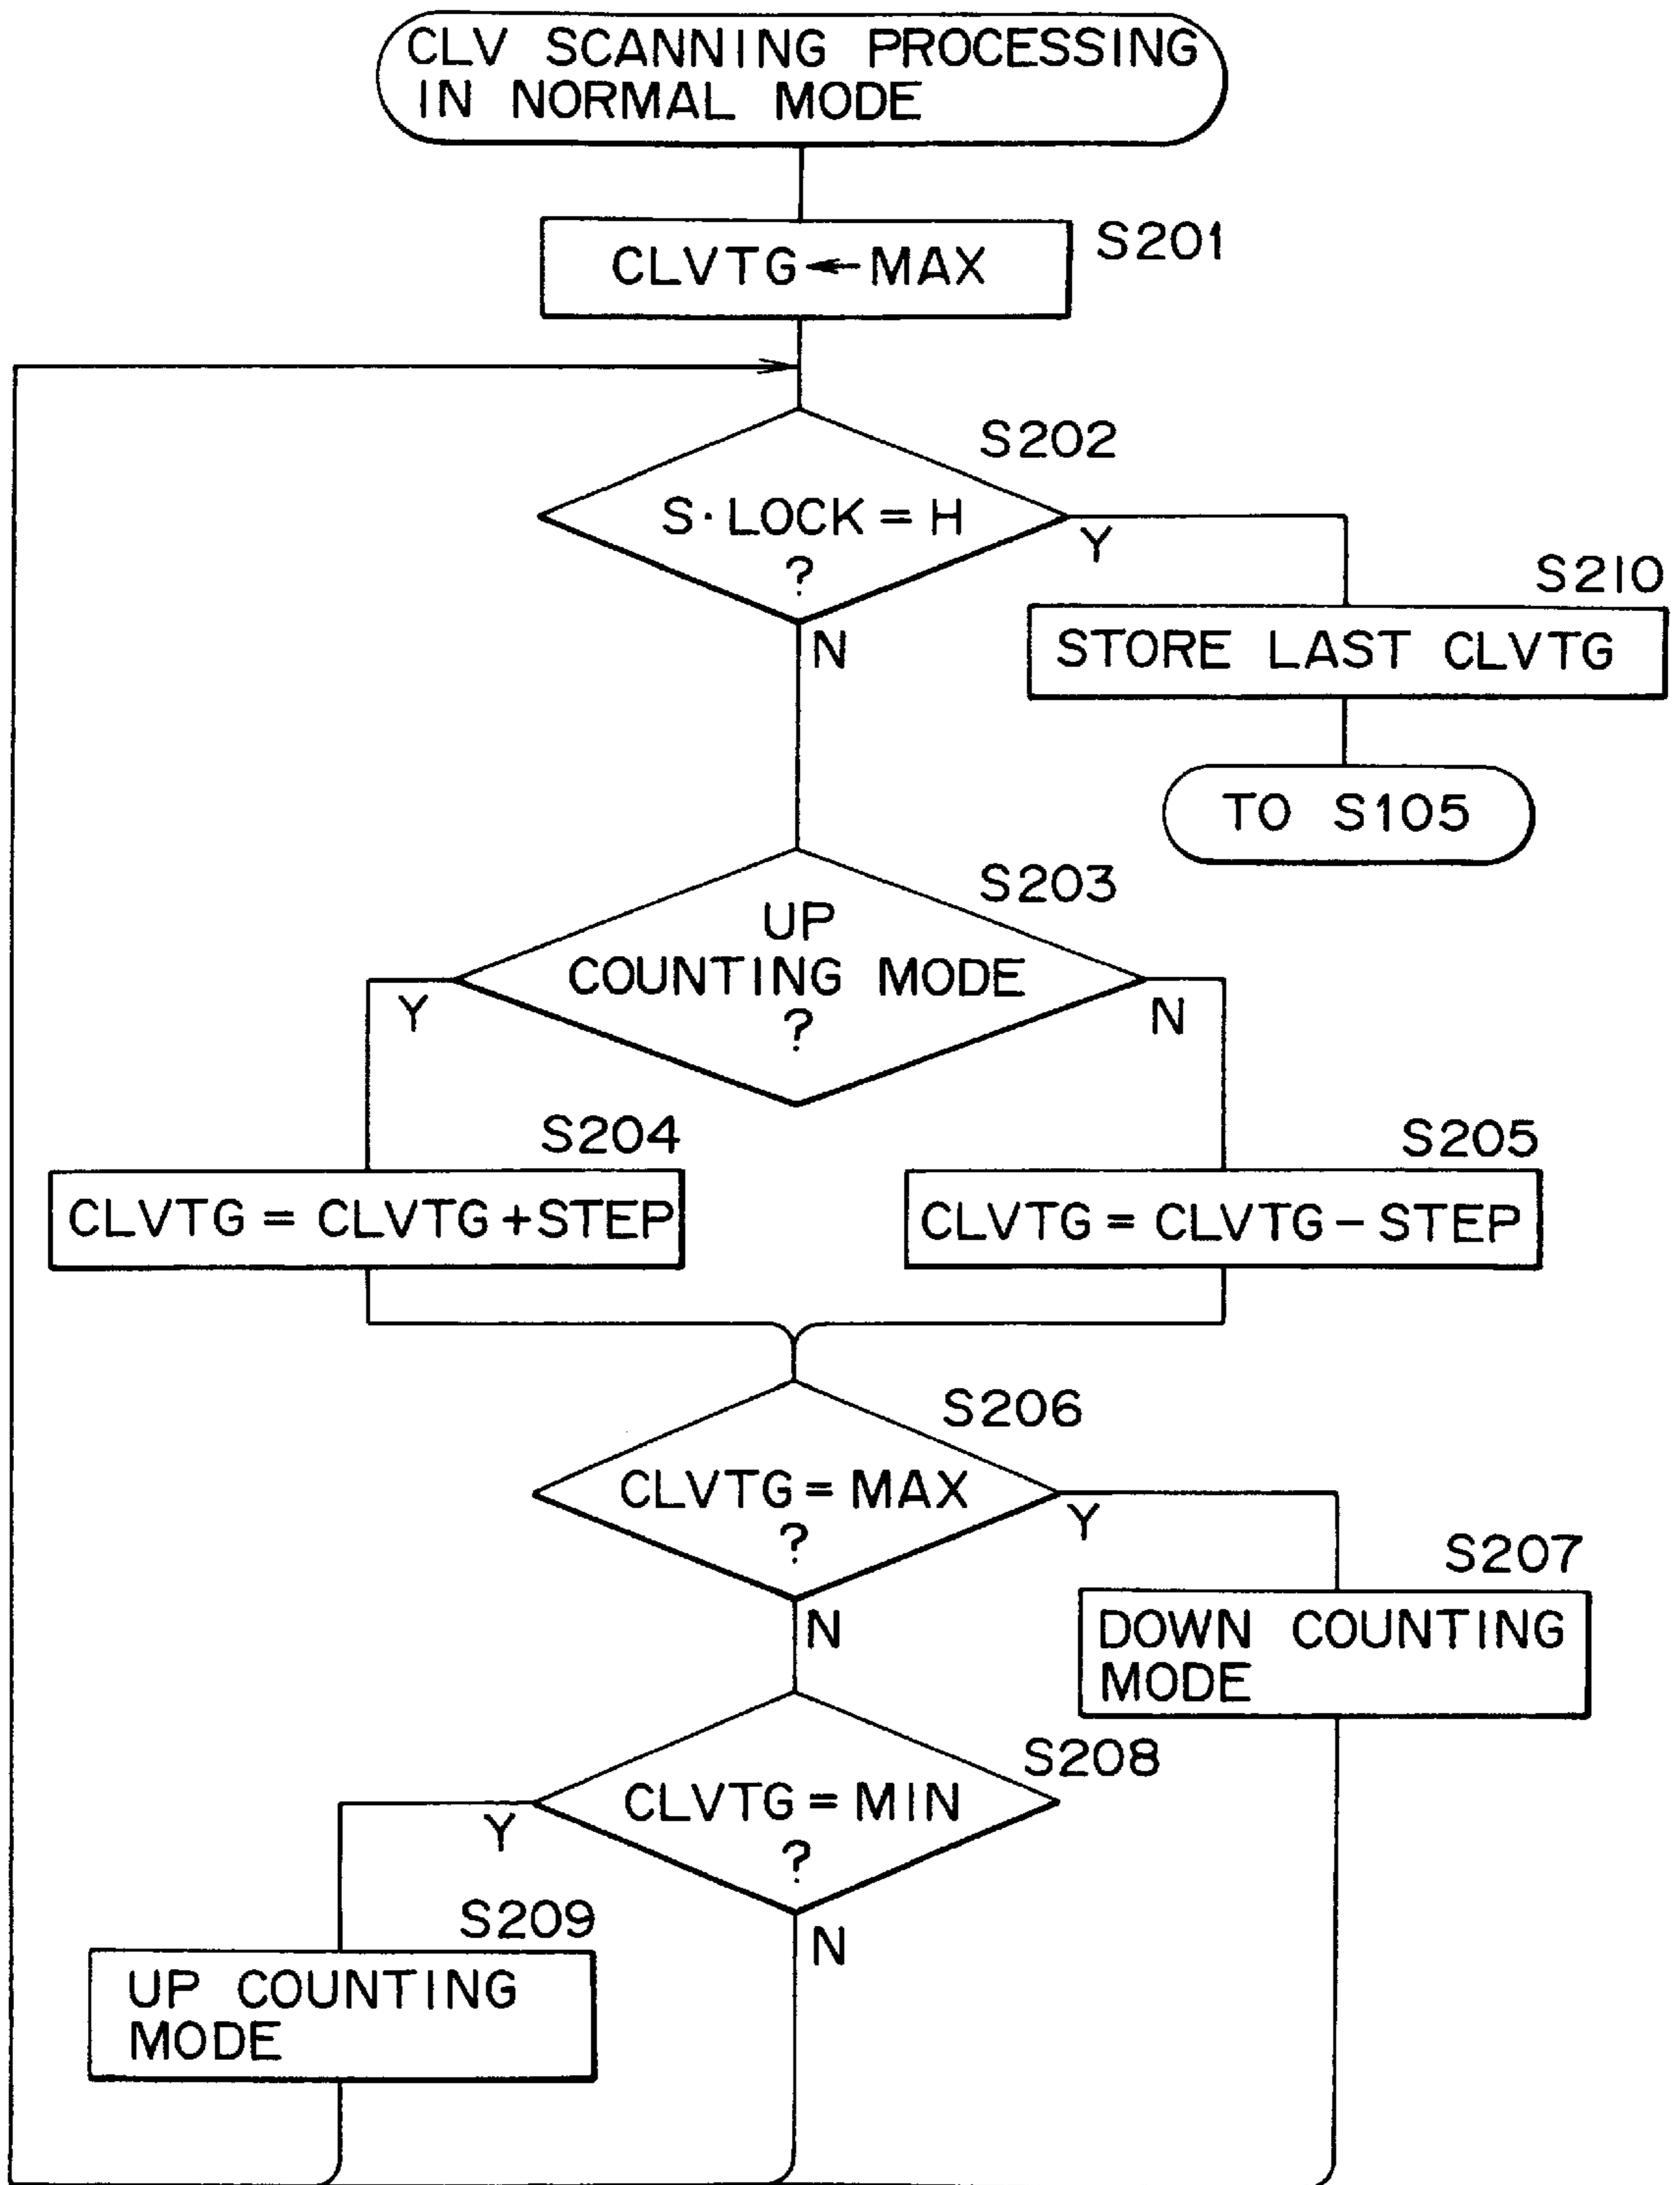 CLV SCANNING PROCESSING
IN NORMAL MODE
S201
CLVTG←MAX
S202
S·LOCK = H
?
Y
N
S210
STORE LAST CLVTG
TO S105
S203
UP
COUNTING MODE
?
Y
N
S204
CLVTG = CLVTG+STEP
S205
CLVTG = CLVTG-STEP
S206
CLVTG = MAX
?
Y
N
S207
DOWN COUNTING
MODE
S208
CLVTG = MIN
?
Y
N
S209
UP COUNTING
MODE